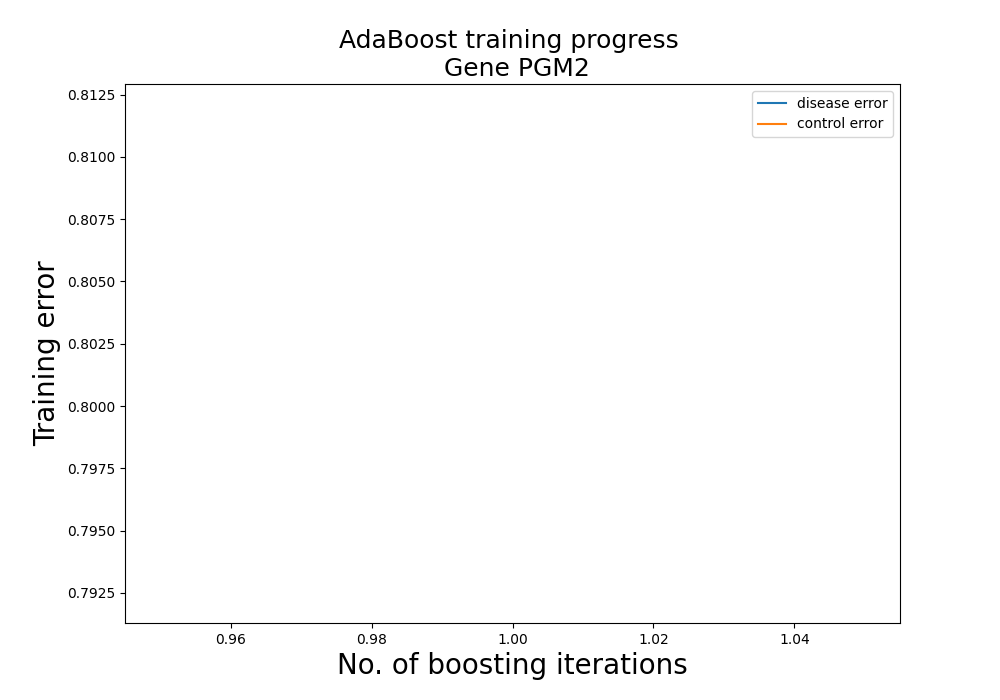 AdaBoost training progress
Gene PGM2
disease error
control error
Training error
0.8125
0.8100
0.8075
0.8050
0.8025
0.8000
0.7975
0.7950
0.7925
0.96
0.98
1.00
1.02
1.04
No. of boosting iterations